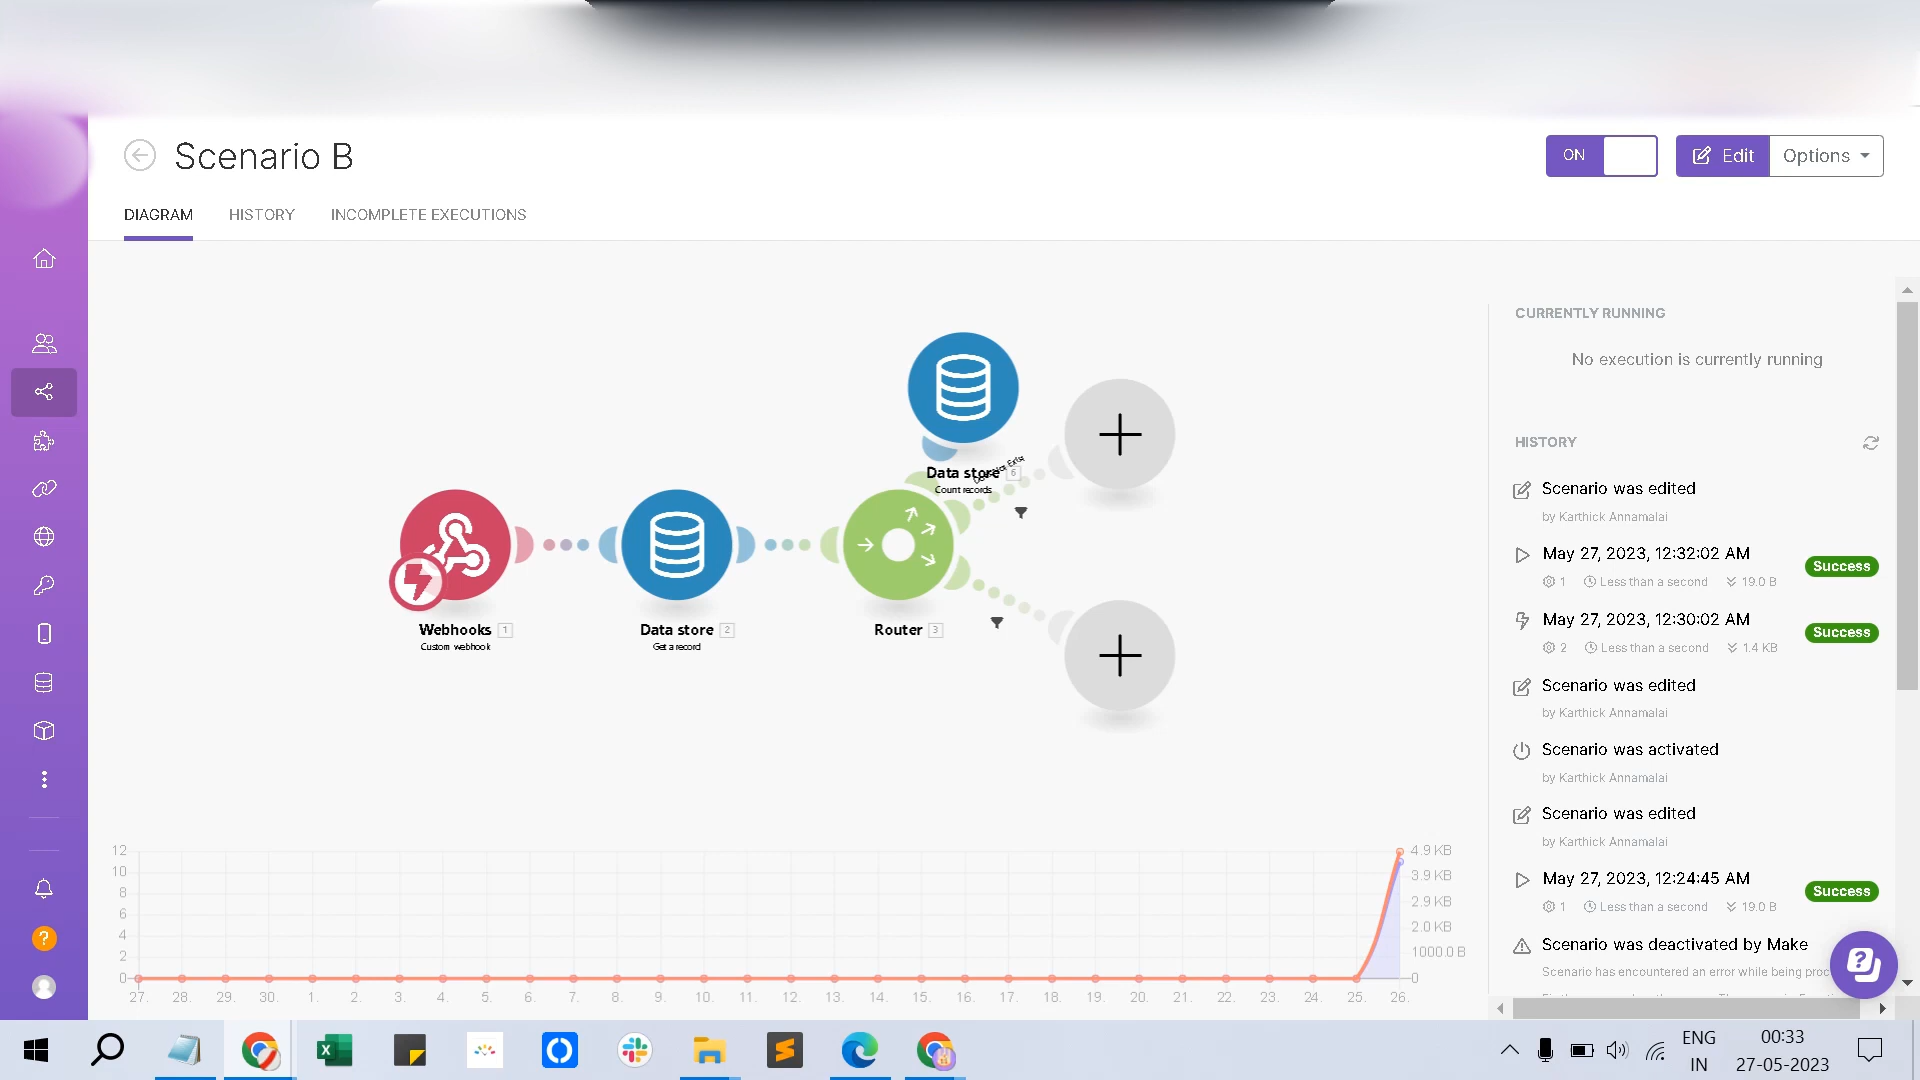 Scenario B
ON
Edit
Options
DIAGRAM
HISTORY
INCOMPLETE EXECUTIONS
Data store 6
Count records
Webhooks 1
Custom webhook
Data store 2
Get a record
Router 3
12
10
8
6
4
2
0
4.9 KB
3.9 KB
2.9 KB
2.0 KB
1000.0 B
0
27. 28. 29. 30. 1. 2. 3. 4. 5. 6. 7. 8. 9. 10. 11. 12. 13. 14. 15. 16. 17. 18. 19. 20. 21. 22. 23. 24. 25. 26.
CURRENTLY RUNNING
No execution is currently running
HISTORY
Scenario was edited
by Karthick Annamalai
May 27, 2023, 12:32:02 AM
1 Less than a second 19.0 B
Success
May 27, 2023, 12:30:02 AM
2 Less than a second 1.4 KB
Success
Scenario was edited
by Karthick Annamalai
Scenario was activated
by Karthick Annamalai
Scenario was edited
by Karthick Annamalai
May 27, 2023, 12:24:45 AM
1 Less than a second 19.0 B
Success
Scenario was deactivated by Make
Scenario has encountered an error while being
ENG
IN
00:33
27-05-2023